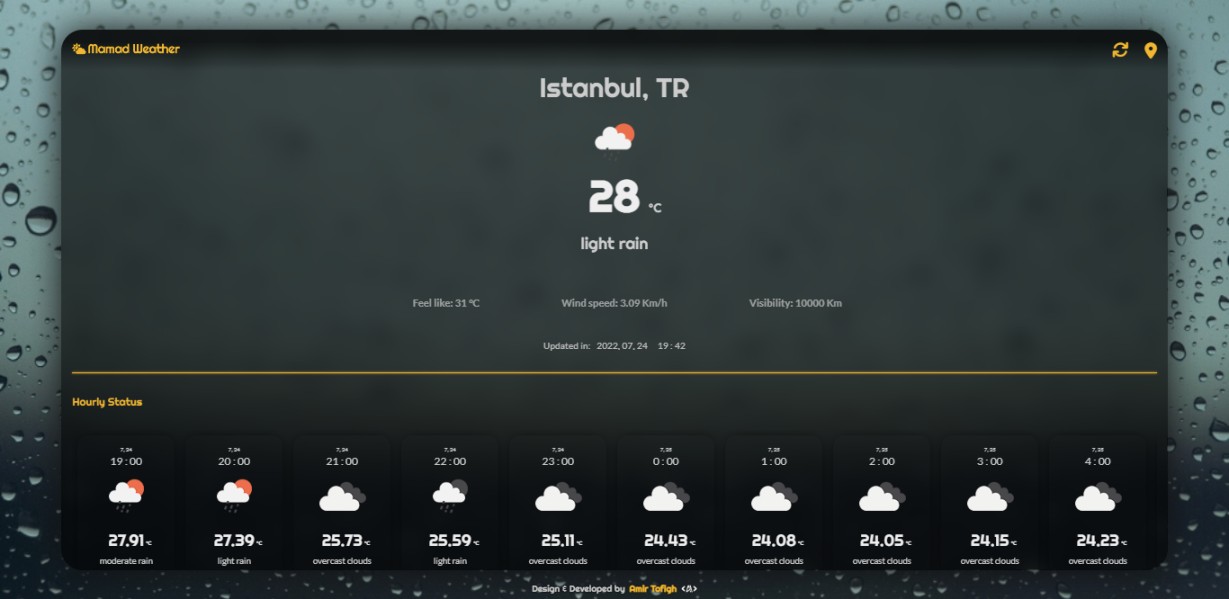 Mamad Weather
Istanbul, TR
28 °C
light rain
Feel like: 31 °C Wind speed: 3.09 Km/h Visibility: 10000 Km
Updated in: 2022, 07, 24 19 : 42
Hourly Status
7, 24 7, 24 7, 24 7, 24 7, 24 7, 25 7, 25 7, 25 7, 25 7, 25
19 : 00 20 : 00 21 : 00 22 : 00 23 : 00 0 : 00 1 : 00 2 : 00 3 : 00 4 : 00
27,91 °C 27,39 °C 25,73 °C 25,59 °C 25,11 °C 24,43 °C 24,08 °C 24,05 °C 24,15 °C 24,23 °C
moderate rain light rain overcast clouds light rain overcast clouds overcast clouds overcast clouds overcast clouds overcast clouds overcast clouds
Design & Developed by Amir Tofigh </>